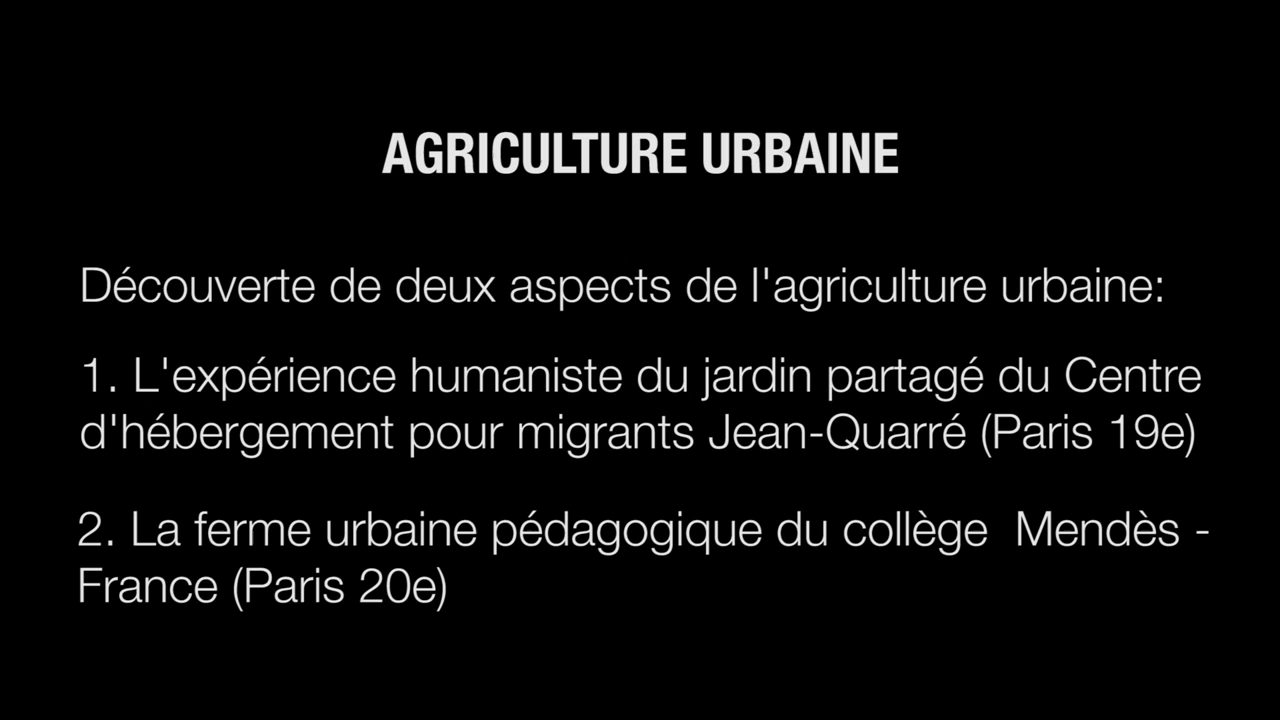 AGRICULTURE URBAINE
Découverte de deux aspects de l'agriculture urbaine:
1. L'expérience humaniste du jardin partagé du Centre
d'hébergement pour migrants Jean-Quarré (Paris 19e)
2. La ferme urbaine pédagogique du collège  Mendès -
France (Paris 20e)